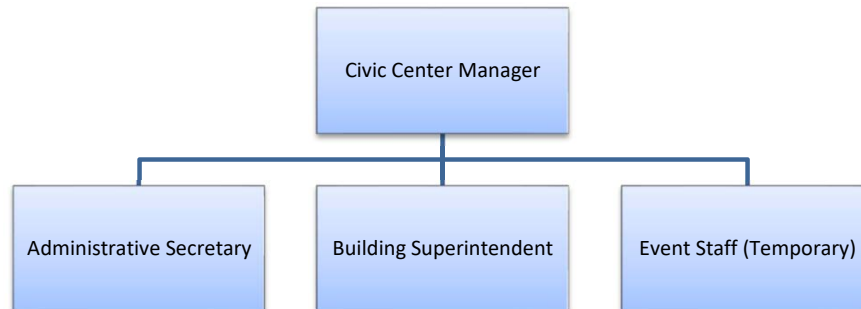 Civic Center Manager
Administrative Secretary
Building Superintendent
Event Staff (Temporary)